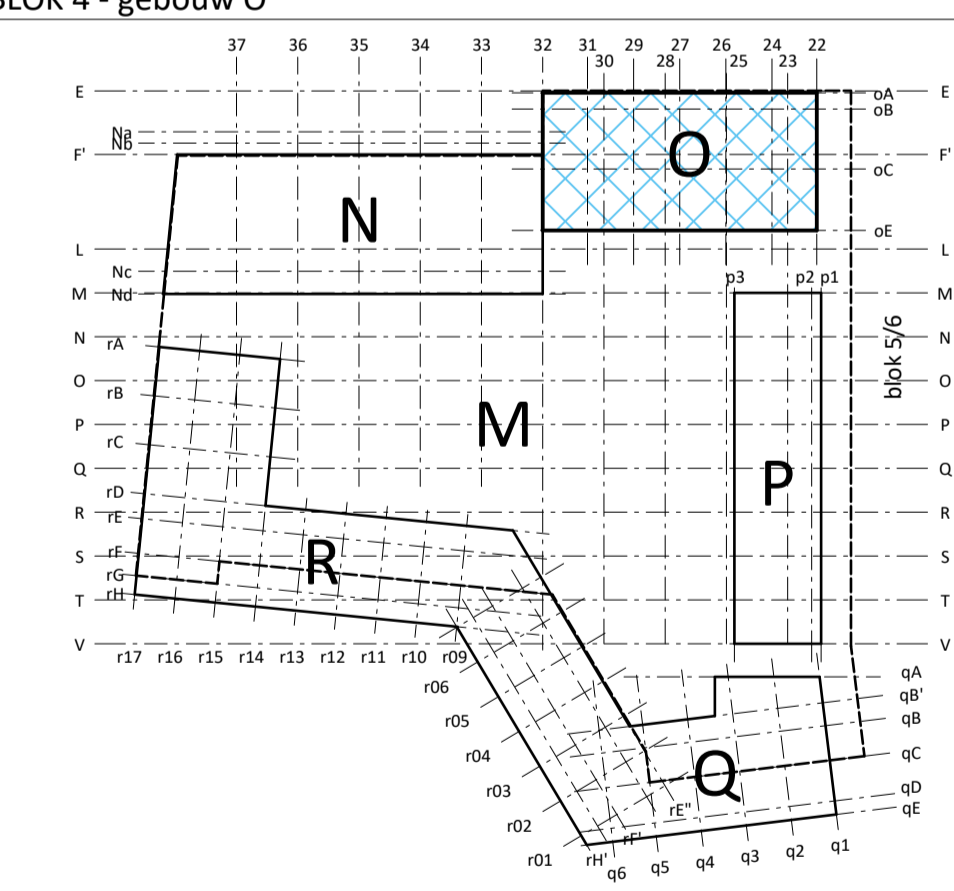 BLOK 4 - gebouw O
37 36 35 34 33 32 31 29 27 26 24 22
30 28 25 23
E oA E
oB
Na
Nb
F' O F'
oC
N
oE
L L
Nc p3 p2 p1
M Nd M
N N
rA
blok 5/6
O O
rB
P M P
rC
Q P Q
rD
R R
rE
rF R
S S
rG
rH
T T
V V
r17 r16 r15 r14 r13 r12 r11 r10 r09
qA
r06
qB'
r05 qB
r04 qC
Q
r03 qD
rE" qE
r02
rF'
r01 rH' q6 q5 q4 q3 q2 q1